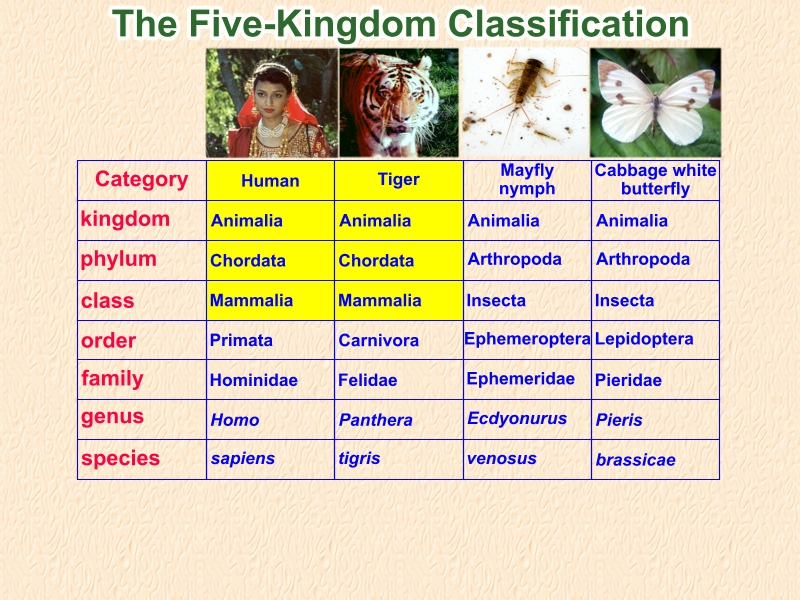 The Five-Kingdom Classification
Category Human Tiger Mayfly nymph Cabbage white butterfly
kingdom Animalia Animalia Animalia Animalia
phylum Chordata Chordata Arthropoda Arthropoda
class Mammalia Mammalia Insecta Insecta
order Primata Carnivora Ephemeroptera Lepidoptera
family Hominidae Felidae Ephemeridae Pieridae
genus Homo Panthera Ecdyonurus Pieris
species sapiens tigris venosus brassicae